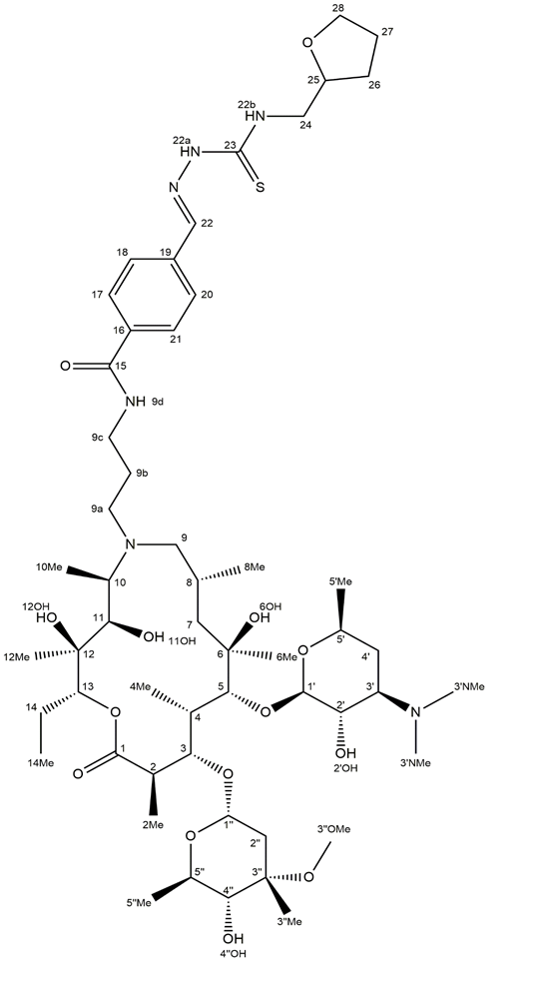 28
O
27
25
26
22b
HN
24
22a
HN
23
N
S
22
18
19
17
20
16
21
O
15
NH
9d
9c
9b
9a
N
9
10Me
8Me
10
8
5'Me
12OH
HO
11
7
6OH
OH
OH
11OH
5'
12Me
12
6
6Me
O
4'
13
4Me
5
1'
3'
3'NMe
14
O
4
O
2'
N
14Me
1
3
OH
2'OH
3'NMe
O
2
O
2Me
1''
3''OMe
O
2''
5''
3''
O
5''Me
4''
3''Me
OH
4''OH